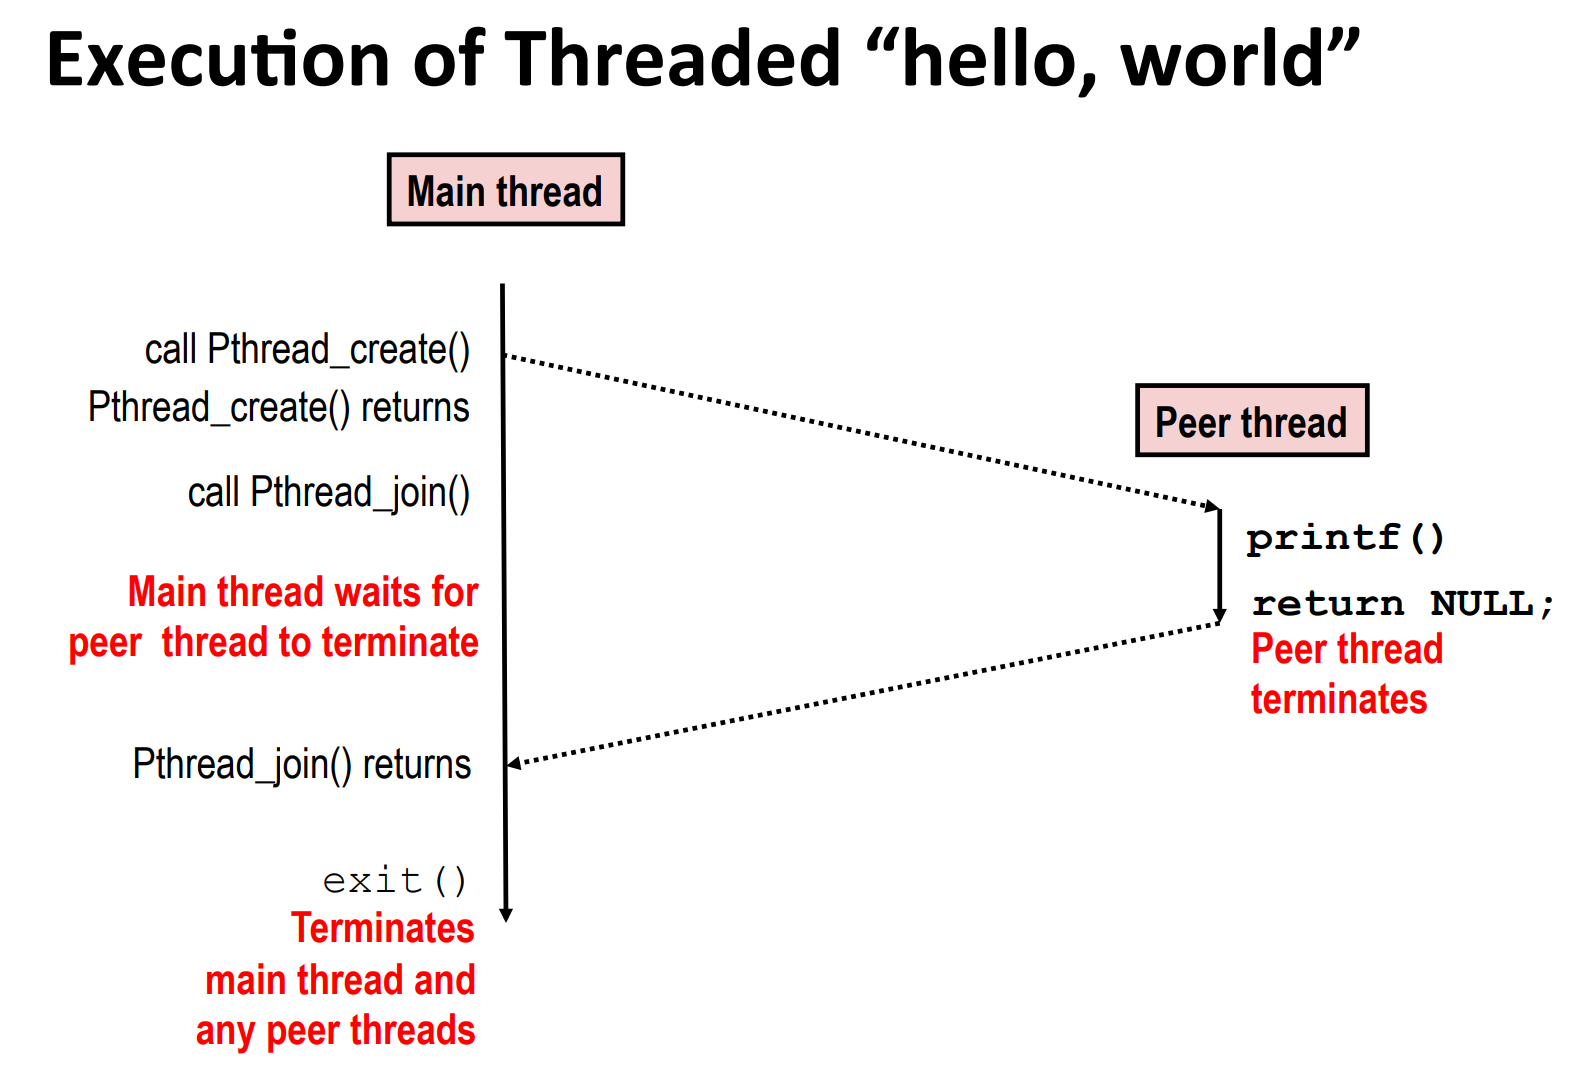 Execution of Threaded “hello, world”
Main thread
call Pthread_create()
Pthread_create() returns
call Pthread_join()
Main thread waits for
peer  thread to terminate
Pthread_join() returns
exit()
Terminates
main thread and
any peer threads
Peer thread
printf()
return NULL;
Peer thread
terminates